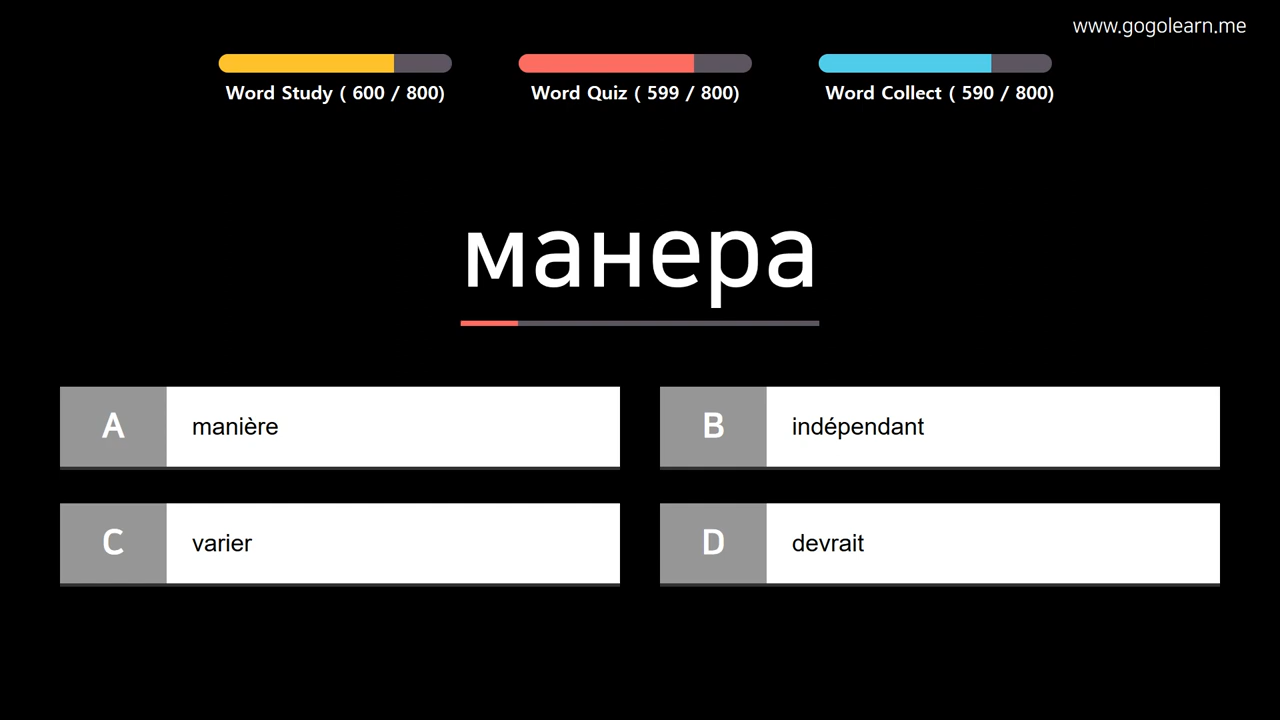 www.gogolearn.me
Word Study ( 600 / 800)
Word Quiz ( 599 / 800)
Word Collect ( 590 / 800)
манера
A manière
B indépendant
C varier
D devrait